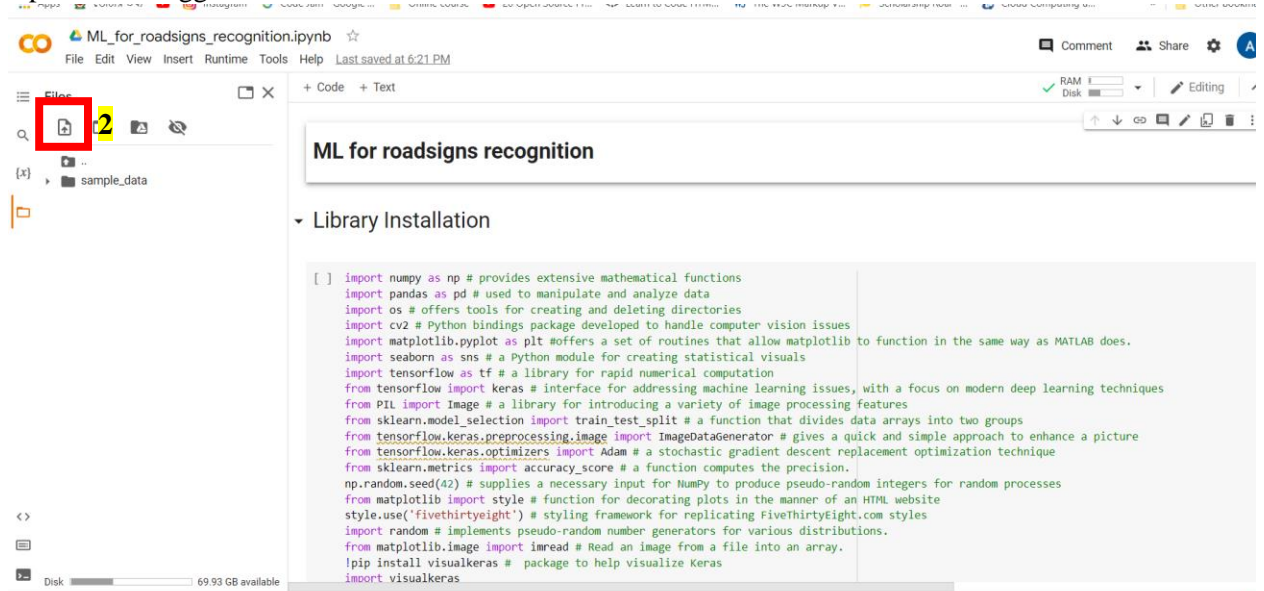 ML_for_roadsigns_recognition.ipynb
File Edit View Insert Runtime Tools Help Last saved at 6:21 PM
Comment Share A
Files
+ Code + Text
RAM
Disk
Editing
2
..
sample_data
{x}
ML for roadsigns recognition
Library Installation
[ ] import numpy as np # provides extensive mathematical functions
import pandas as pd # used to manipulate and analyze data
import os # offers tools for creating and deleting directories
import cv2 # Python bindings package developed to handle computer vision issues
import matplotlib.pyplot as plt #offers a set of routines that allow matplotlib to function in the same way as MATLAB does.
import seaborn as sns # a Python module for creating statistical visuals
import tensorflow as tf # a library for rapid numerical computation
from tensorflow import keras # interface for addressing machine learning issues, with a focus on modern deep learning techniques
from PIL import Image # a library for introducing a variety of image processing features
from sklearn.model_selection import train_test_split # a function that divides data arrays into two groups
from tensorflow.keras.preprocessing.image import ImageDataGenerator # gives a quick and simple approach to enhance a picture
from tensorflow.keras.optimizers import Adam # a stochastic gradient descent replacement optimization technique
from sklearn.metrics import accuracy_score # a function computes the precision.
np.random.seed(42) # supplies a necessary input for NumPy to produce pseudo-random integers for random processes
from matplotlib import style # function for decorating plots in the manner of an HTML website
style.use('fivethirtyeight') # styling framework for replicating FiveThirtyEight.com styles
import random # implements pseudo-random number generators for various distributions.
from matplotlib.image import imread # Read an image from a file into an array.
!pip install visualkeras # package to help visualize Keras
import visualkeras
Disk 69.93 GB available